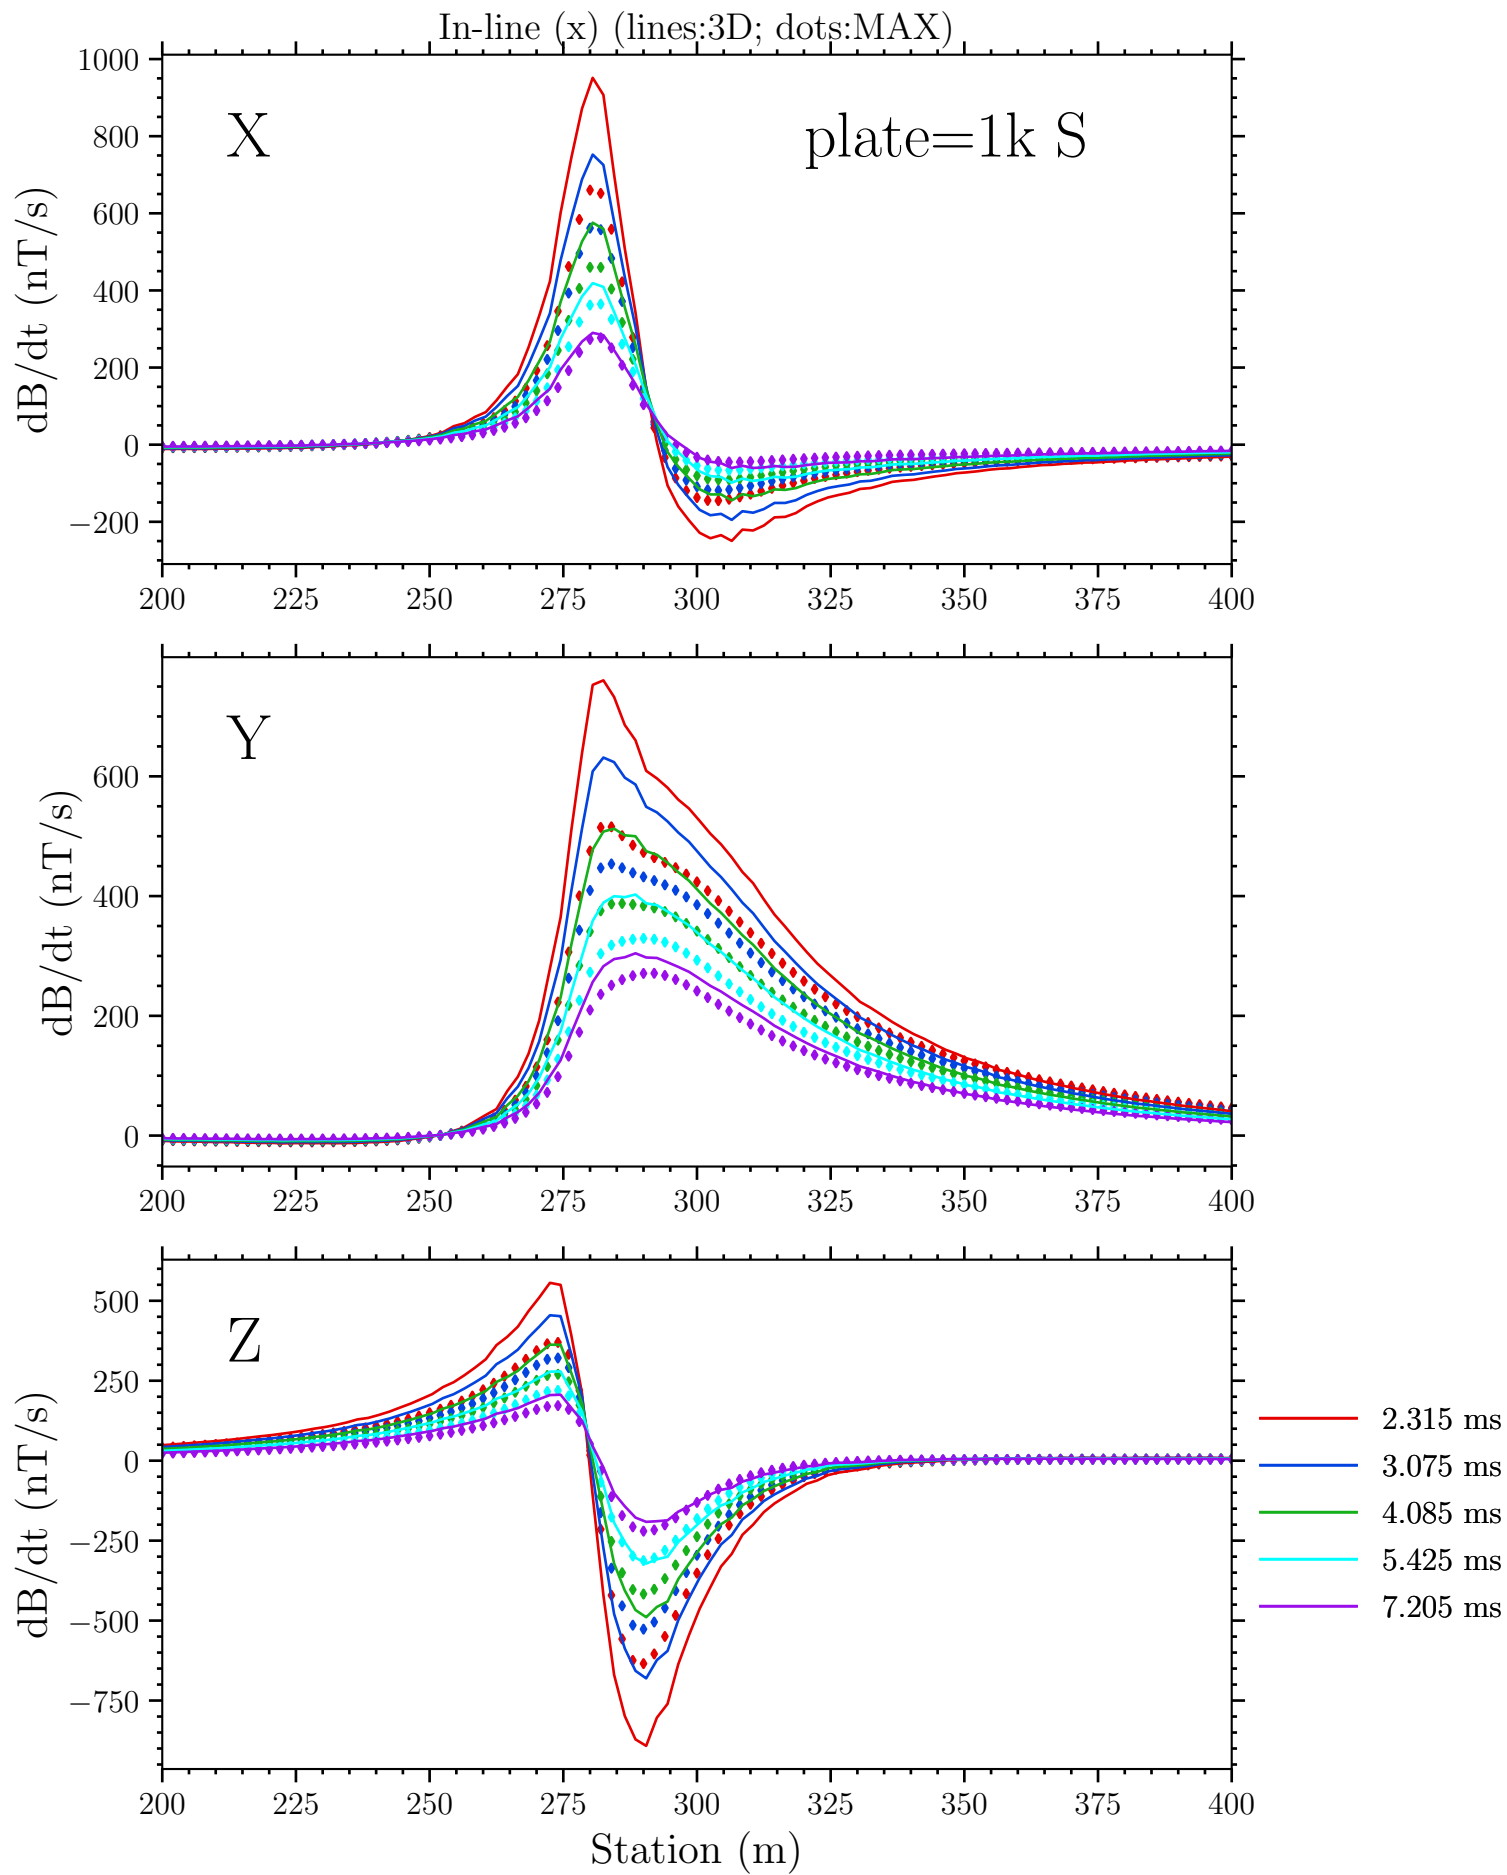 In-line (x) (lines:3D; dots:MAX)
X
plate=1k S
dB/dt (nT/s)
1000
800
600
400
200
0
−200
200 225 250 275 300 325 350 375 400
Y
dB/dt (nT/s)
600
400
200
0
200 225 250 275 300 325 350 375 400
Z
dB/dt (nT/s)
500
250
0
−250
−500
−750
200 225 250 275 300 325 350 375 400
Station (m)
2.315 ms
3.075 ms
4.085 ms
5.425 ms
7.205 ms